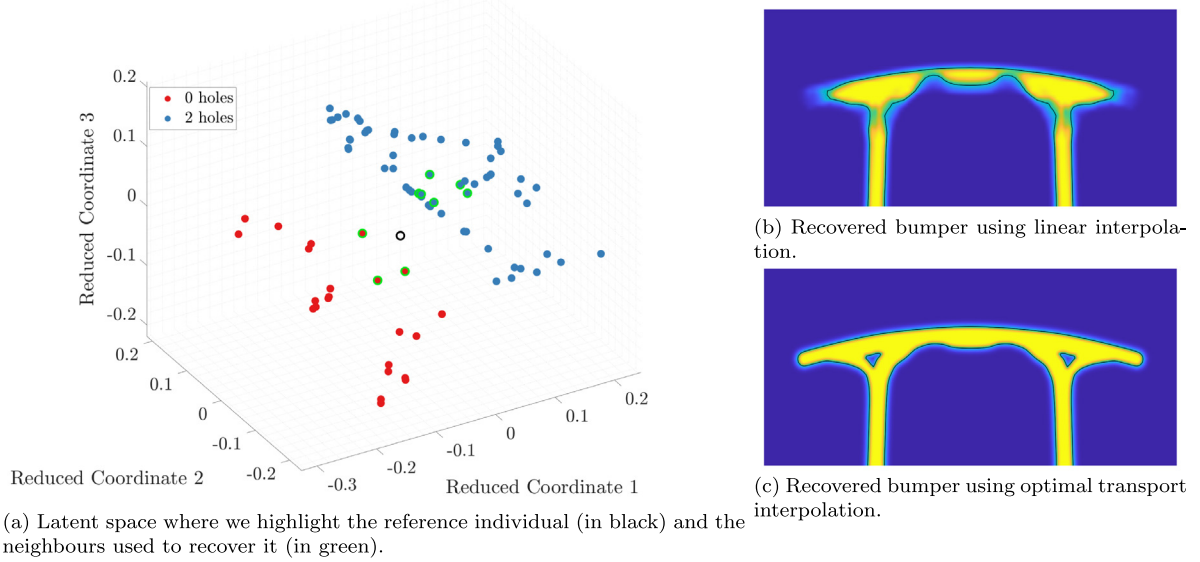 0.2
0.1
0
-0.1
-0.2
Reduced Coordinate 3
0 holes
2 holes
0.2
0.1
0
-0.1
-0.2
Reduced Coordinate 2
-0.3
-0.2
-0.1
0
0.1
0.2
Reduced Coordinate 1
(a) Latent space where we highlight the reference individual (in black) and the
neighbours used to recover it (in green).
(b) Recovered bumper using linear interpola-
tion.
(c) Recovered bumper using optimal transport
interpolation.